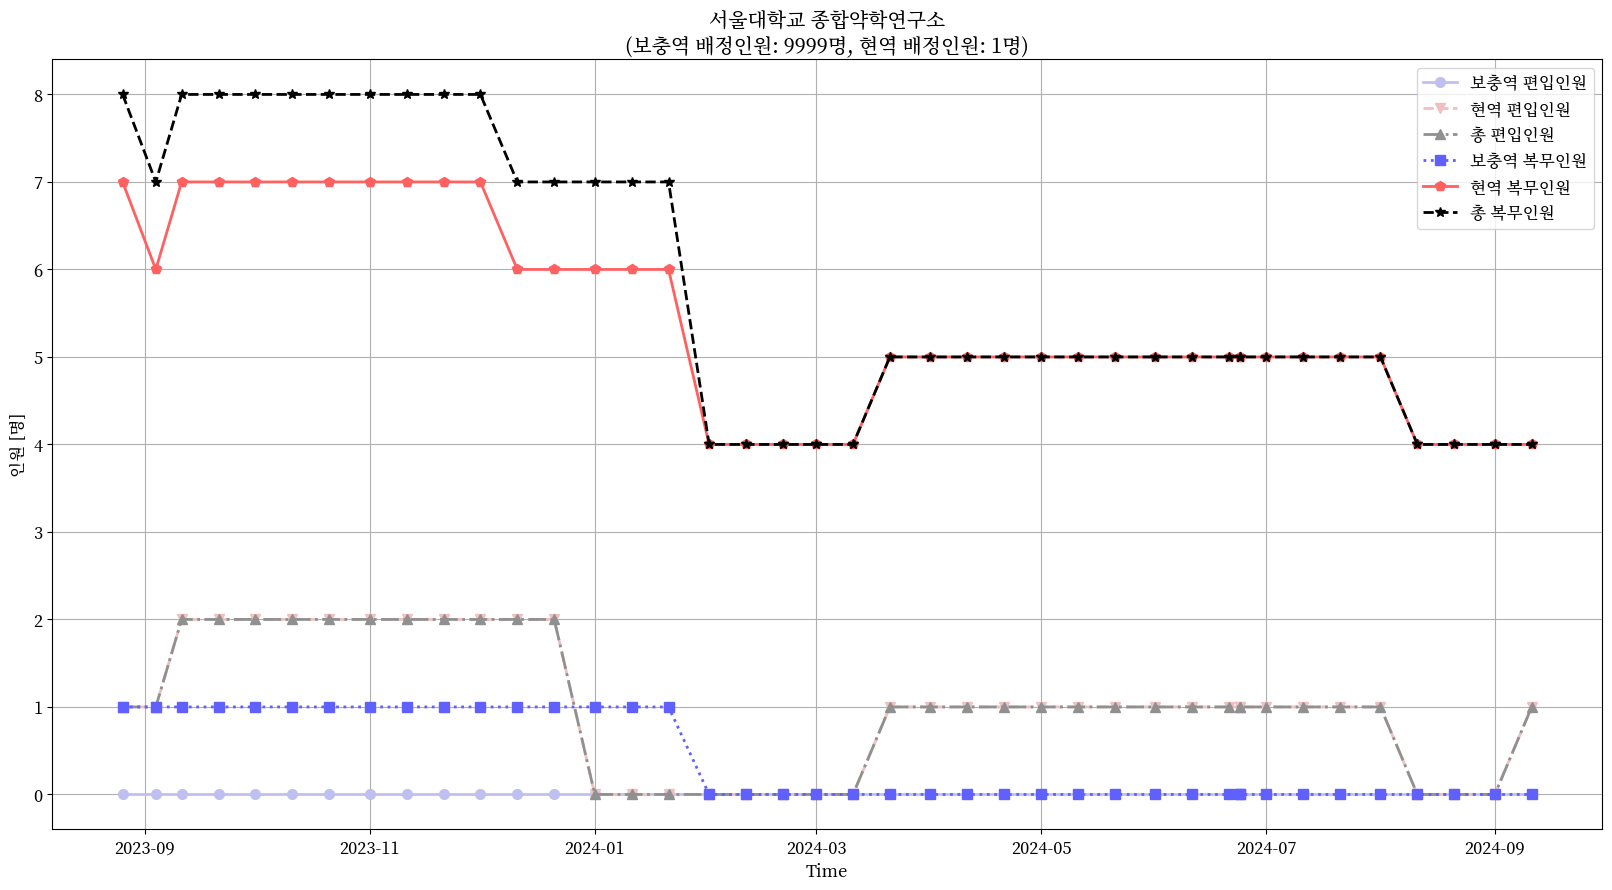 서울대학교 종합약학연구소
(보충역 배정인원: 9999명, 현역 배정인원: 1명)
보충역 편입인원
현역 편입인원
총 편입인원
보충역 복무인원
현역 복무인원
총 복무인원
인원 [명]
8
7
6
5
4
3
2
1
0
2023-09
2023-11
2024-01
2024-03
2024-05
2024-07
2024-09
Time